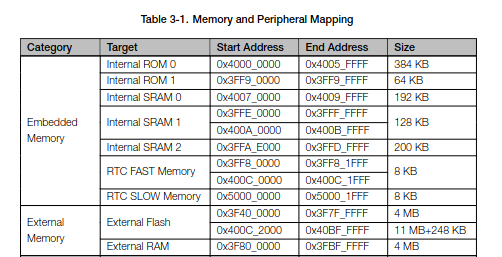 Table 3-1. Memory and Peripheral Mapping
Category Target Start Address End Address Size
Embedded Memory Internal ROM 0 0x4000_0000 0x4005_FFFF 384 KB
Internal ROM 1 0x3FF9_0000 0x3FF9_FFFF 64 KB
Internal SRAM 0 0x4007_0000 0x4009_FFFF 192 KB
Internal SRAM 1 0x3FFE_0000 0x3FFF_FFFF 128 KB
0x400A_0000 0x400B_FFFF
Internal SRAM 2 0x3FFA_E000 0x3FFD_FFFF 200 KB
RTC FAST Memory 0x3FF8_0000 0x3FF8_1FFF 8 KB
0x400C_0000 0x400C_1FFF
RTC SLOW Memory 0x5000_0000 0x5000_1FFF 8 KB
External Memory External Flash 0x3F40_0000 0x3F7F_FFFF 4 MB
0x400C_2000 0x40BF_FFFF 11 MB+248 KB
External RAM 0x3F80_0000 0x3FBF_FFFF 4 MB